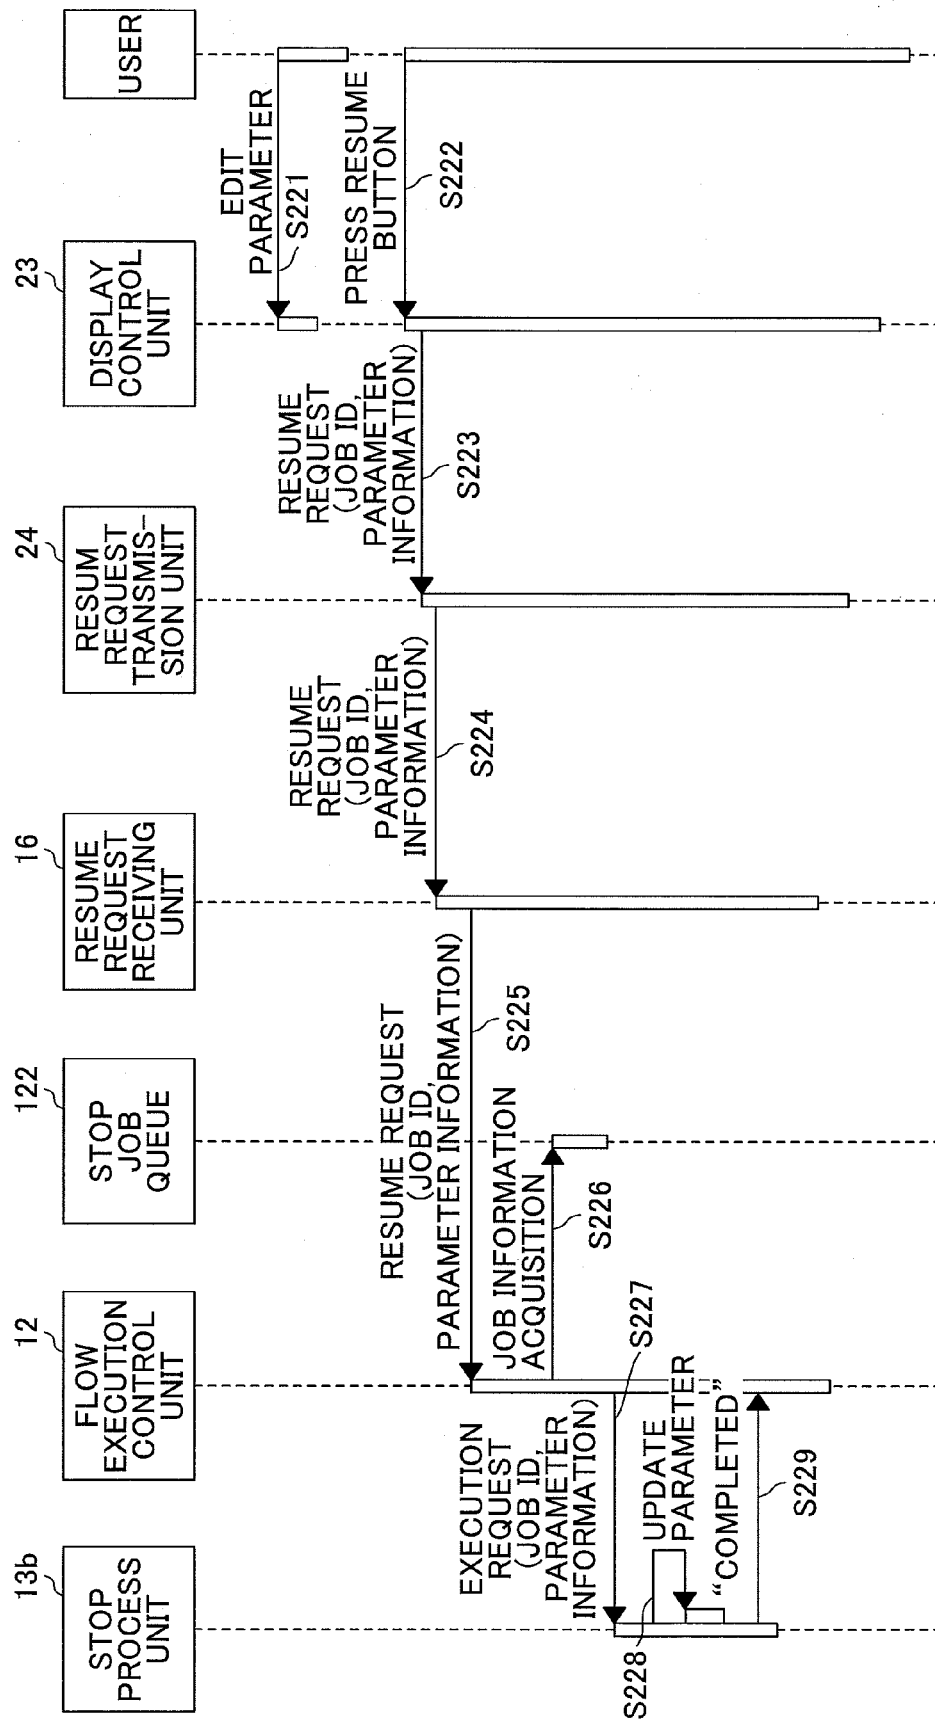 13b
STOP
PROCESS
UNIT
12
FLOW
EXECUTION
CONTROL
UNIT
122
STOP
JOB
QUEUE
16
RESUME
REQUEST
RECEIVING
UNIT
24
RESUM
REQUEST
TRANSMIS-
SION UNIT
23
DISPLAY
CONTROL
UNIT
USER
EDIT
PARAMETER
S221
PRESS RESUME
BUTTON
S222
RESUME
REQUEST
(JOB ID,
PARAMETER
INFORMATION)
S223
RESUME
REQUEST
(JOB ID,
PARAMETER
INFORMATION)
S224
RESUME REQUEST
(JOB ID,
PARAMETER INFORMATION)
S225
JOB INFORMATION
ACQUISITION
S226
EXECUTION
REQUEST
(JOB ID,
PARAMETER
INFORMATION)
S227
UPDATE
PARAMETER
S228
"COMPLETED"
S229